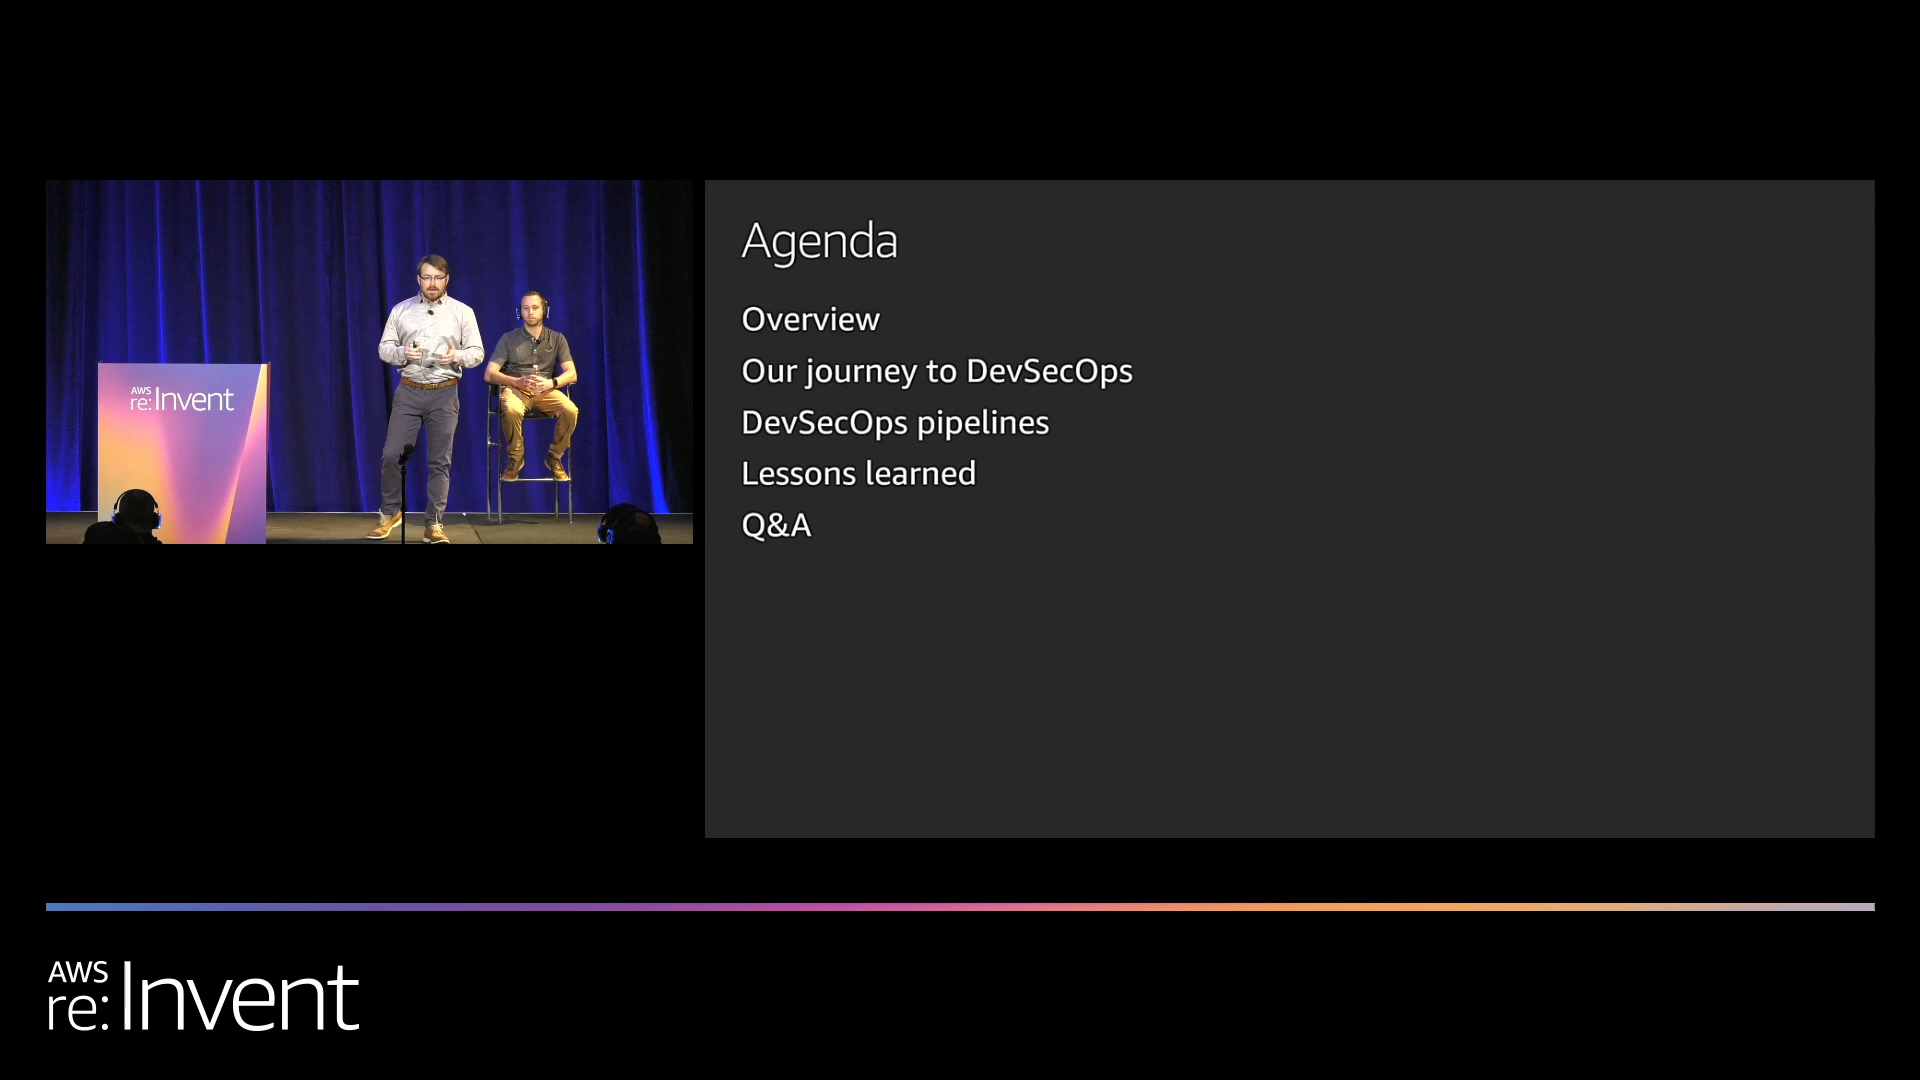 AWS
re:Invent
Agenda
Overview
Our journey to DevSecOps
DevSecOps pipelines
Lessons learned
Q&A
AWS
re:Invent